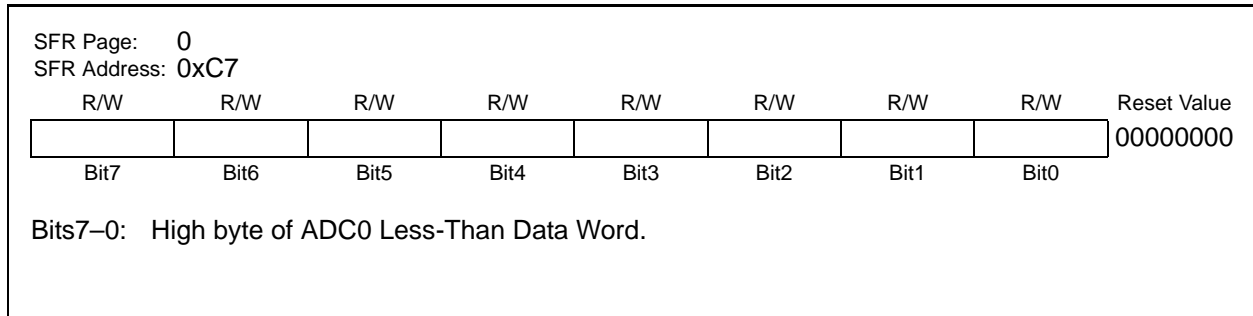 SFR Page: 0
SFR Address: 0xC7
R/W R/W R/W R/W R/W R/W R/W R/W Reset Value
00000000
Bit7 Bit6 Bit5 Bit4 Bit3 Bit2 Bit1 Bit0
Bits7–0: High byte of ADC0 Less-Than Data Word.